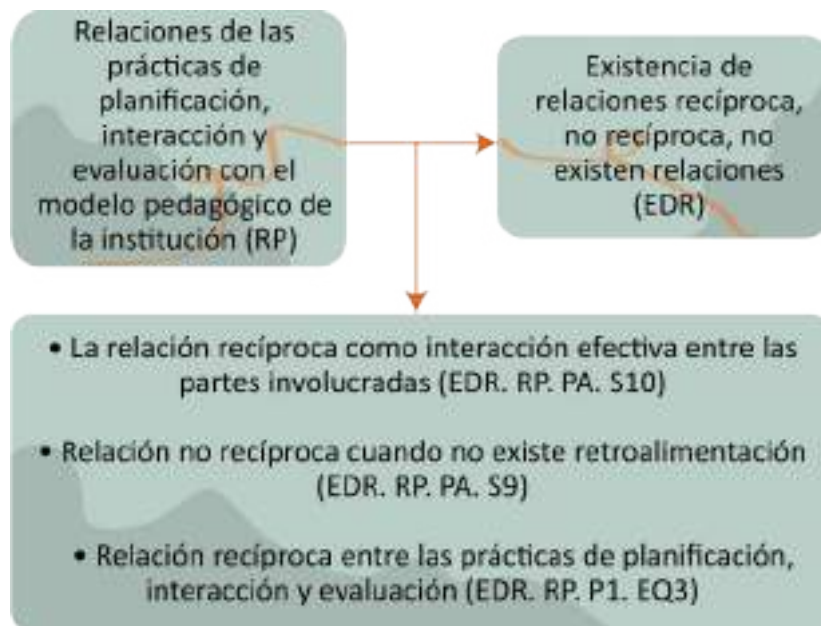 Relaciones de las
prácticas de
planificación,
interacción y
evaluación con el
modelo pedagógico de
la institución (RP)
Existencia de
relaciones recíproca,
no recíproca, no
existen relaciones
(EDR)
• La relación recíproca como interacción efectiva entre las
partes involucradas (EDR. RP. PA. S10)
• Relación no recíproca cuando no existe retroalimentación
(EDR. RP. PA. S9)
• Relación recíproca entre las prácticas de planificación,
interacción y evaluación (EDR. RP. P1. EQ3)